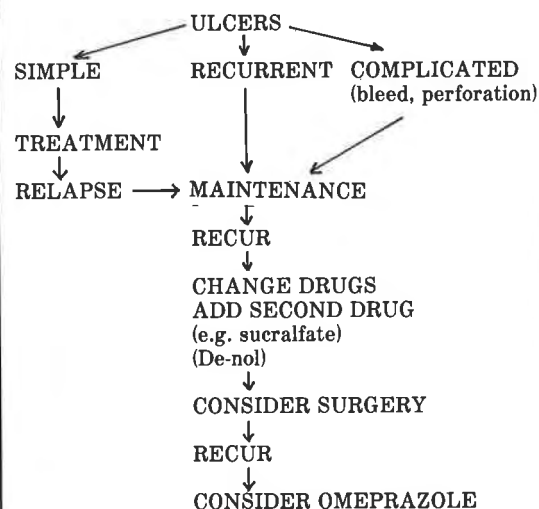 ULCERS
SIMPLE RECURRENT COMPLICATED
(bleed, perforation)
TREATMENT
RELAPSE MAINTENANCE
RECUR
CHANGE DRUGS
ADD SECOND DRUG
(e.g. sucralfate)
(De-nol)
CONSIDER SURGERY
RECUR
CONSIDER OMEPRAZOLE